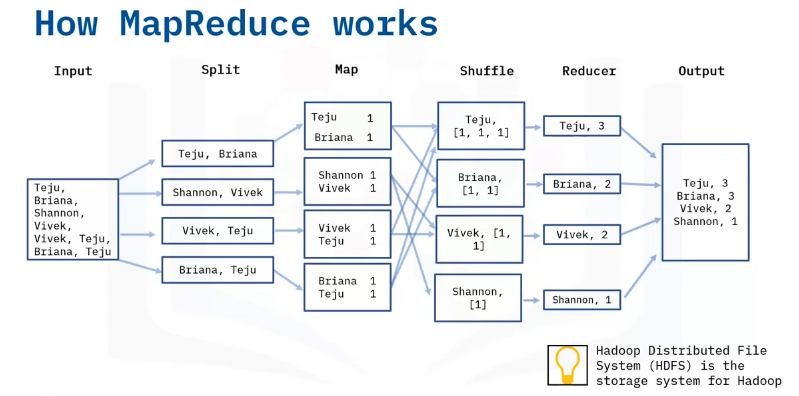 How MapReduce works
Input
Split
Map
Shuffle
Reducer
Output
Teju,
Briana,
Shannon,
Vivek,
Vivek, Teju,
Briana, Teju
Teju, Briana
Shannon, Vivek
Vivek, Teju
Briana, Teju
Teju 1
Briana 1
Shannon 1
Vivek 1
Vivek 1
Teju 1
Briana 1
Teju 1
Teju,
[1, 1, 1]
Briana,
[1, 1]
Vivek, [1,
1]
Shannon,
[1]
Teju, 3
Briana, 2
Vivek, 2
Shannon, 1
Teju, 3
Briana, 3
Vivek, 2
Shannon, 1
Hadoop Distributed File
System (HDFS) is the
storage system for Hadoop